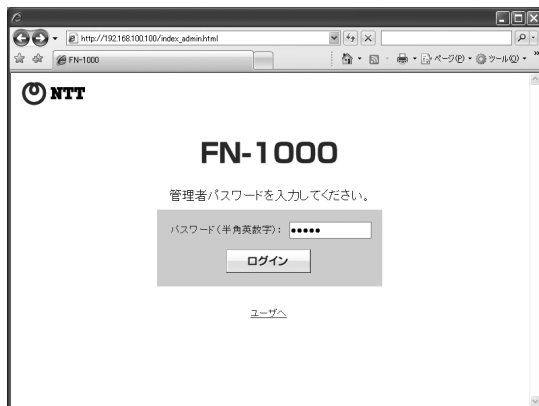 http://192.168.100.100/index_admin.html
FN-1000
ページ(P)
ツール(O)
NTT
FN-1000
管理者パスワードを入力してください。
パスワード(半角英数字):
ログイン
ユーザへ